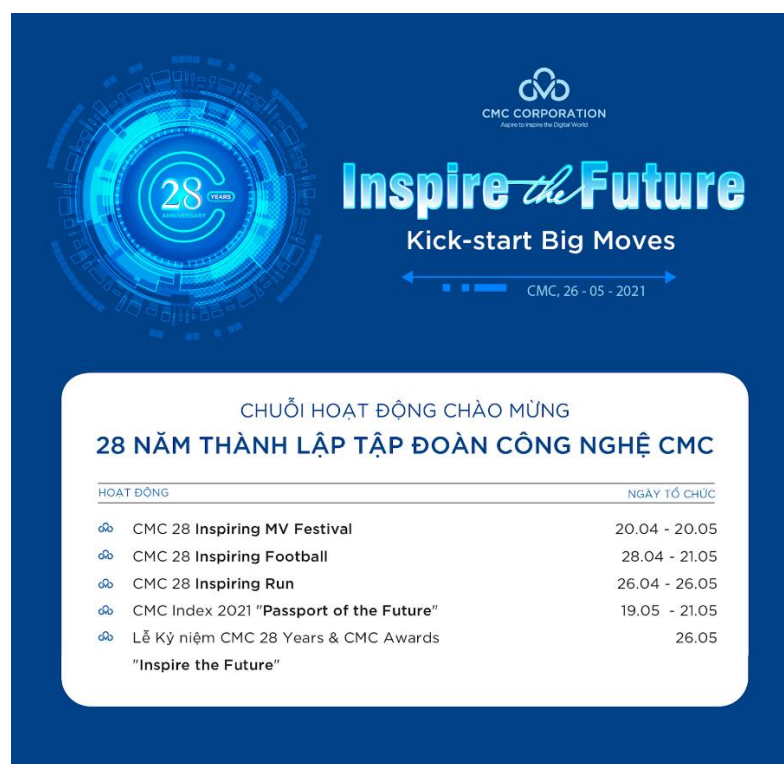 CMC CORPORATION
Aspire to Inspire the Digital World
28 YEARS
ANNIVERSARY
Inspire the Future
Kick-start Big Moves
CMC, 26 - 05 - 2021
CHUỖI HOẠT ĐỘNG CHÀO MỪNG
28 NĂM THÀNH LẬP TẬP ĐOÀN CÔNG NGHỆ CMC
HOẠT ĐỘNG NGÀY TỔ CHỨC
CMC 28 Inspiring MV Festival 20.04 - 20.05
CMC 28 Inspiring Football 28.04 - 21.05
CMC 28 Inspiring Run 26.04 - 26.05
CMC Index 2021 "Passport of the Future" 19.05 - 21.05
Lễ Kỷ niệm CMC 28 Years & CMC Awards 26.05
"Inspire the Future"